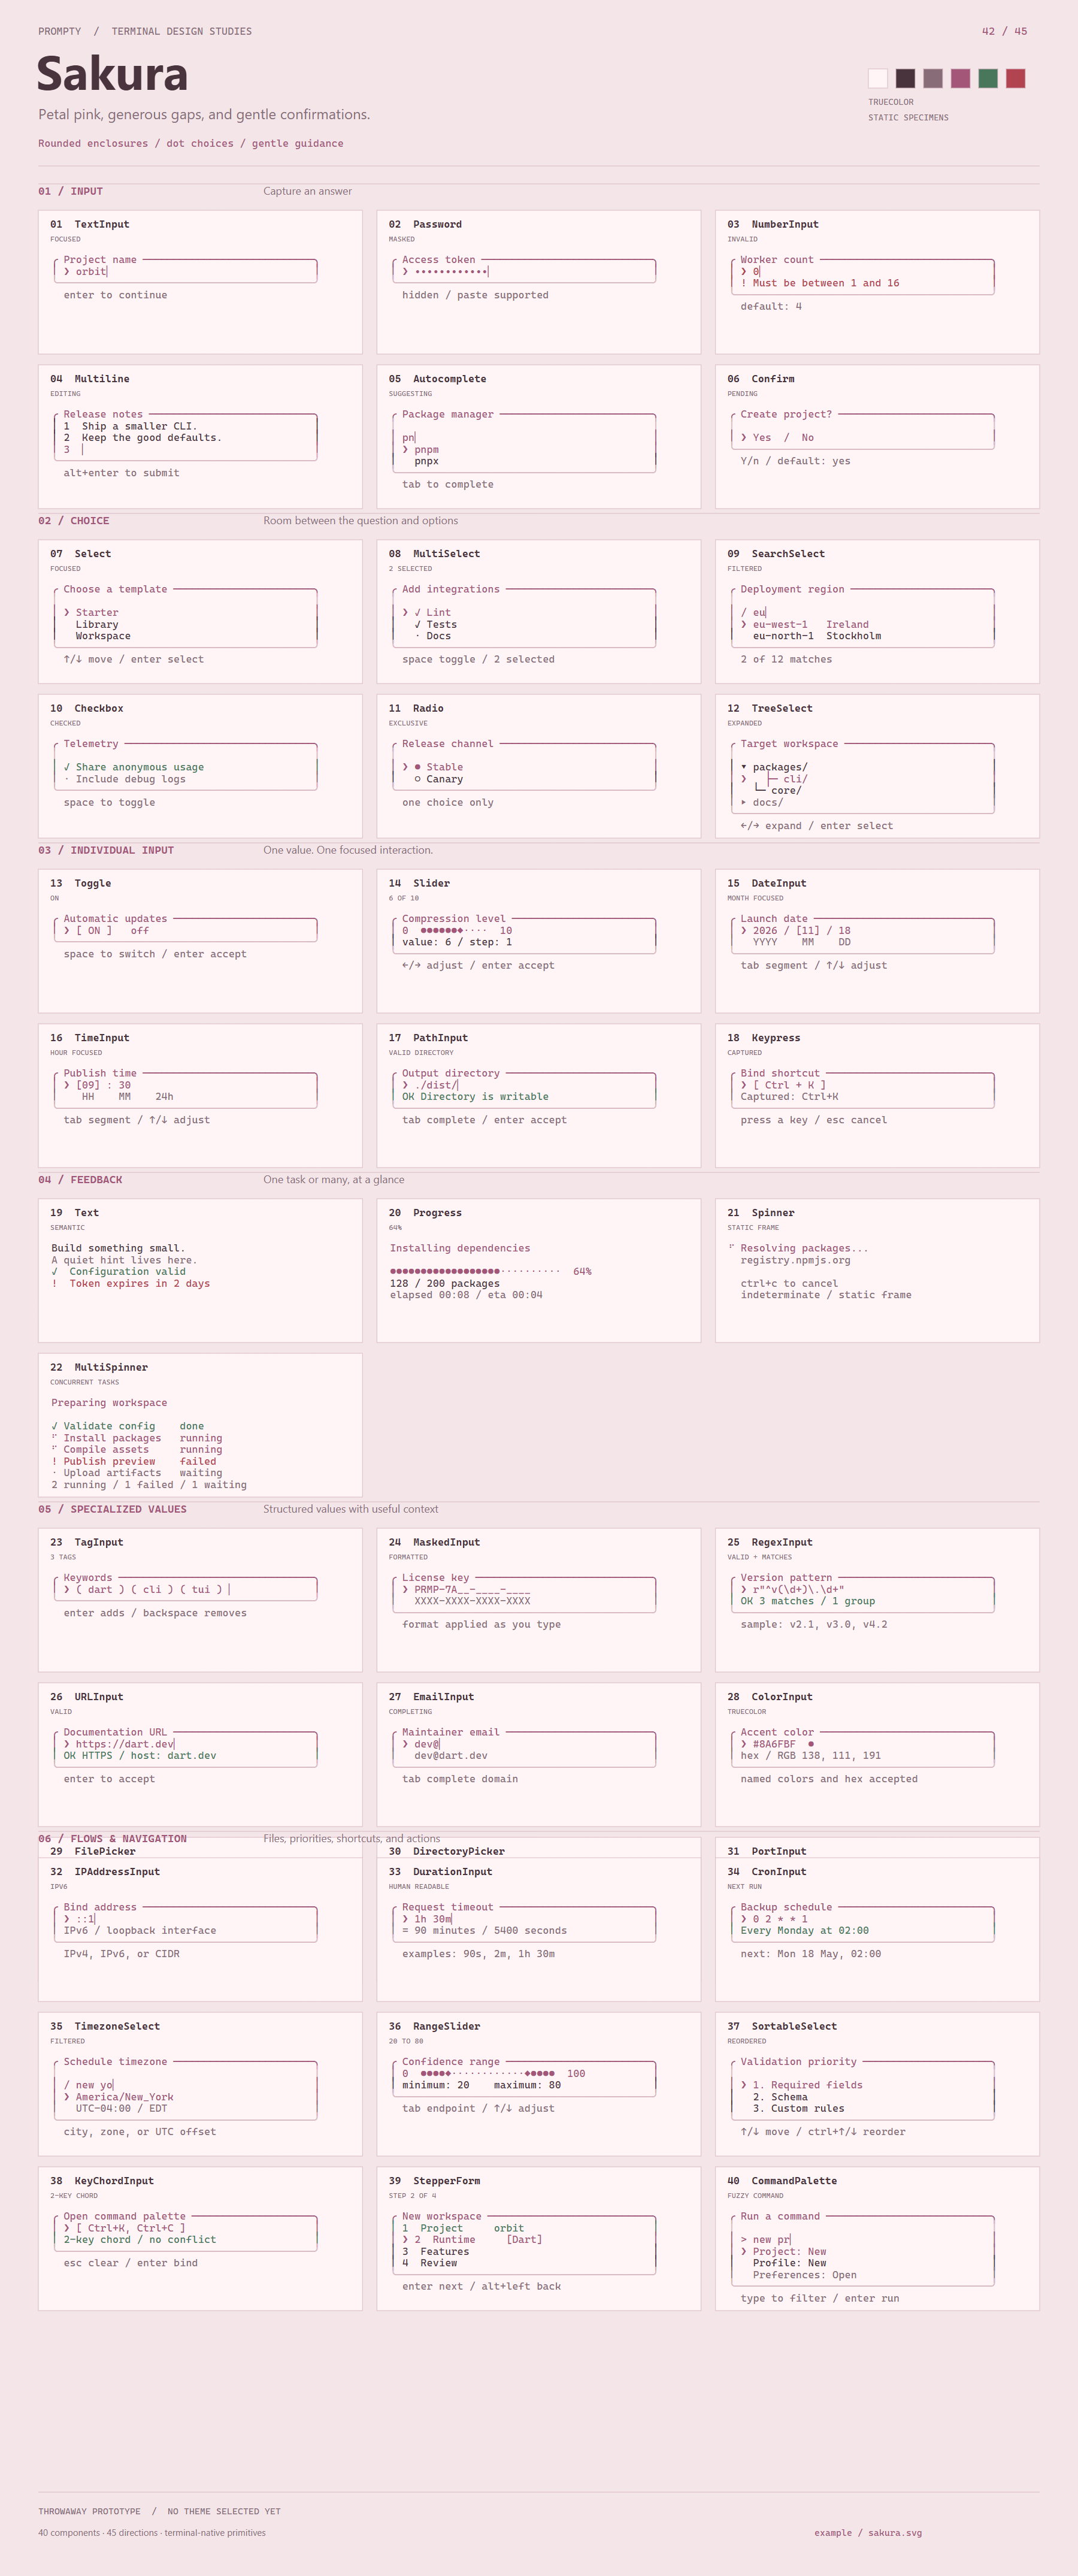 PROMPTY / TERMINAL DESIGN STUDIES
42 / 45
Sakura
Petal pink, generous gaps, and gentle confirmations.
TRUECOLOR
STATIC SPECIMENS
Rounded enclosures / dot choices / gentle guidance
01 / INPUT
Capture an answer
01 TextInput
FOCUSED
Project name
❯ orbit
enter to continue
02 Password
MASKED
Access token
❯ ••••••••••••
hidden / paste supported
03 NumberInput
INVALID
Worker count
❯ 0
! Must be between 1 and 16
default: 4
04 Multiline
EDITING
Release notes
1 Ship a smaller CLI.
2 Keep the good defaults.
3
alt+enter to submit
05 Autocomplete
SUGGESTING
Package manager
pn
❯ pnpm
pnpx
tab to complete
06 Confirm
PENDING
Create project?
❯ Yes / No
Y/n / default: yes
02 / CHOICE
Room between the question and options
07 Select
FOCUSED
Choose a template
❯ Starter
Library
Workspace
↑/↓ move / enter select
08 MultiSelect
2 SELECTED
Add integrations
❯ ✓ Lint
✓ Tests
· Docs
space toggle / 2 selected
09 SearchSelect
FILTERED
Deployment region
/ eu
❯ eu-west-1 Ireland
eu-north-1 Stockholm
2 of 12 matches
10 Checkbox
CHECKED
Telemetry
✓ Share anonymous usage
· Include debug logs
space to toggle
11 Radio
EXCLUSIVE
Release channel
❯ ● Stable
○ Canary
one choice only
12 TreeSelect
EXPANDED
Target workspace
▾ packages/
❯ ├─ cli/
└─ core/
▸ docs/
←/→ expand / enter select
03 / INDIVIDUAL INPUT
One value. One focused interaction.
13 Toggle
ON
Automatic updates
❯ [ ON ] off
space to switch / enter accept
14 Slider
6 OF 10
Compression level
0 ●●●●●●◆···· 10
value: 6 / step: 1
←/→ adjust / enter accept
15 DateInput
MONTH FOCUSED
Launch date
❯ 2026 / [11] / 18
YYYY MM DD
tab segment / ↑/↓ adjust
16 TimeInput
HOUR FOCUSED
Publish time
❯ [09] : 30
HH MM 24h
tab segment / ↑/↓ adjust
17 PathInput
VALID DIRECTORY
Output directory
❯ ./dist/
OK Directory is writable
tab complete / enter accept
18 Keypress
CAPTURED
Bind shortcut
❯ [ Ctrl + K ]
Captured: Ctrl+K
press a key / esc cancel
04 / FEEDBACK
One task or many, at a glance
19 Text
SEMANTIC
Build something small.
A quiet hint lives here.
✓ Configuration valid
! Token expires in 2 days
20 Progress
64%
Installing dependencies
●●●●●●●●●●●●●●●●●●·········· 64%
128 / 200 packages
elapsed 00:08 / eta 00:04
21 Spinner
STATIC FRAME
⠋ Resolving packages...
registry.npmjs.org
ctrl+c to cancel
indeterminate / static frame
22 MultiSpinner
CONCURRENT TASKS
Preparing workspace
✓ Validate config done
⠋ Install packages running
⠋ Compile assets running
! Publish preview failed
· Upload artifacts waiting
2 running / 1 failed / 1 waiting
05 / SPECIALIZED VALUES
Structured values with useful context
23 TagInput
3 TAGS
Keywords
❯ ( dart ) ( cli ) ( tui )
enter adds / backspace removes
24 MaskedInput
FORMATTED
License key
❯ PRMP-7A__-____-____
XXXX-XXXX-XXXX-XXXX
format applied as you type
25 RegexInput
VALID + MATCHES
Version pattern
❯ r"^v(\d+)\.\d+"
OK 3 matches / 1 group
sample: v2.1, v3.0, v4.2
26 URLInput
VALID
Documentation URL
❯ https://dart.dev
OK HTTPS / host: dart.dev
enter to accept
27 EmailInput
COMPLETING
Maintainer email
❯ dev@
dev@dart.dev
tab complete domain
28 ColorInput
TRUECOLOR
Accent color
❯ #8A6FBF ●
hex / RGB 138, 111, 191
named colors and hex accepted
06 / FLOWS & NAVIGATION
Files, priorities, shortcuts, and actions
29 FilePicker
30 DirectoryPicker
31 PortInput
32 IPAddressInput
IPV6
Bind address
❯ ::1
IPv6 / loopback interface
IPv4, IPv6, or CIDR
33 DurationInput
HUMAN READABLE
Request timeout
❯ 1h 30m
= 90 minutes / 5400 seconds
examples: 90s, 2m, 1h 30m
34 CronInput
NEXT RUN
Backup schedule
❯ 0 2 * * 1
Every Monday at 02:00
next: Mon 18 May, 02:00
35 TimezoneSelect
FILTERED
Schedule timezone
/ new yo
❯ America/New_York
UTC-04:00 / EDT
city, zone, or UTC offset
36 RangeSlider
20 TO 80
Confidence range
0 ●●●●◆············◆●●●● 100
minimum: 20 maximum: 80
tab endpoint / ↑/↓ adjust
37 SortableSelect
REORDERED
Validation priority
❯ 1. Required fields
2. Schema
3. Custom rules
↑/↓ move / ctrl+↑/↓ reorder
38 KeyChordInput
2-KEY CHORD
Open command palette
❯ [ Ctrl+K, Ctrl+C ]
2-key chord / no conflict
esc clear / enter bind
39 StepperForm
STEP 2 OF 4
New workspace
1 Project orbit
❯ 2 Runtime [Dart]
3 Features
4 Review
enter next / alt+left back
40 CommandPalette
FUZZY COMMAND
Run a command
> new pr
❯ Project: New
Profile: New
Preferences: Open
type to filter / enter run
THROWAWAY PROTOTYPE / NO THEME SELECTED YET
40 components · 45 directions · terminal-native primitives
example / sakura.svg